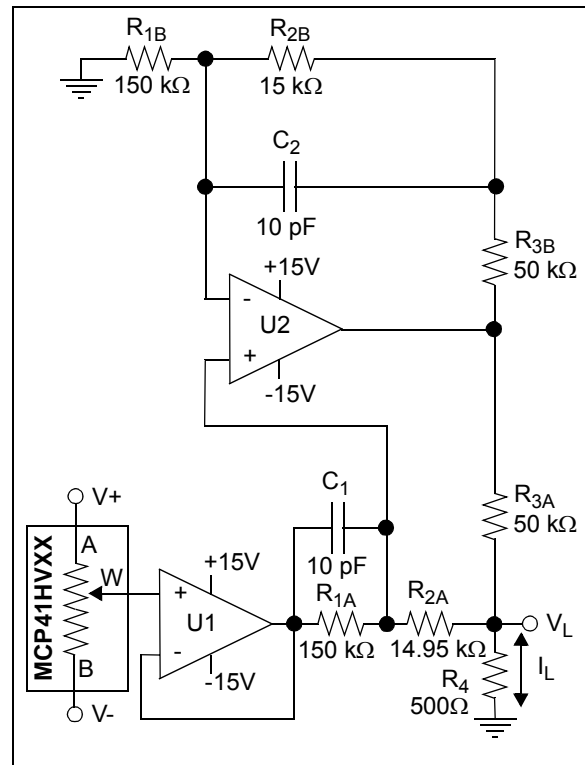 R1B
150 kΩ
R2B
15 kΩ
C2
10 pF
R3B
50 kΩ
+15V
-
U2
+
-15V
R3A
50 kΩ
C1
10 pF
V+
MCP41HVXX
A
W
B
V-
+15V
+
U1
-
-15V
R1A
150 kΩ
R2A
14.95 kΩ
VL
R4
500Ω
IL